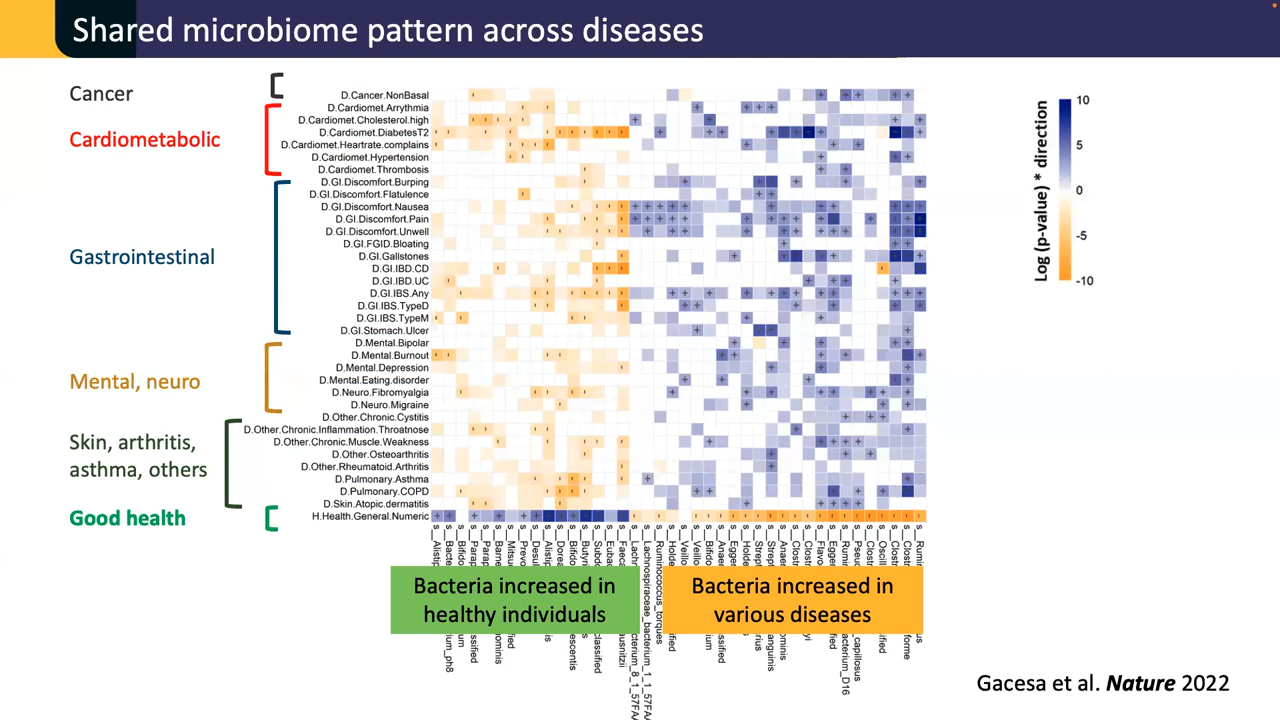 Shared microbiome pattern across diseases
Cancer
Cardiometabolic
Gastrointestinal
Mental, neuro
Skin, arthritis,
asthma, others
Good health
D.Cancer.NonBasal
D.Cardiomet.Arrythmia
D.Cardiomet.Cholesterol.high
D.Cardiomet.DiabetesT2
D.Cardiomet.Heartrate.complains
D.Cardiomet.Hypertension
D.Cardiomet.Thrombosis
D.GI.Discomfort.Burping
D.GI.Discomfort.Flatulence
D.GI.Discomfort.Nausea
D.GI.Discomfort.Pain
D.GI.Discomfort.Unwell
D.GI.FGID.Bloating
D.GI.Gallstones
D.GI.IBD.CD
D.GI.IBD.UC
D.GI.IBS.Any
D.GI.IBS.TypeD
D.GI.IBS.TypeM
D.GI.Stomach.Ulcer
D.Mental.Bipolar
D.Mental.Burnout
D.Mental.Depression
D.Mental.Eating.disorder
D.Neuro.Fibromyalgia
D.Neuro.Migraine
D.Other.Chronic.Cystitis
D.Other.Chronic.Inflammation.Throatnose
D.Other.Chronic.Muscle.Weakness
D.Other.Osteoarthritis
D.Other.Rheumatoid.Arthritis
D.Pulmonary.Asthma
D.Pulmonary.COPD
D.Skin.Atopic.dermatitis
H.Health.General.Numeric
Log (p-value) * direction
10
5
0
-5
-10
Bacteria increased in
healthy individuals
Bacteria increased in
various diseases
Gacesa et al. Nature 2022